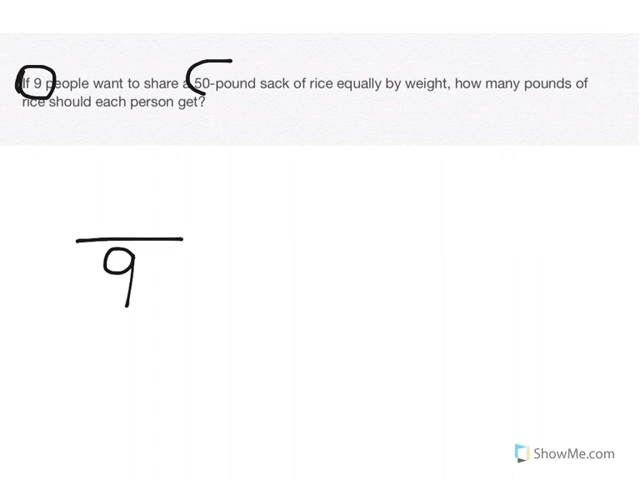 If 9 people want to share a 50-pound sack of rice equally by weight, how many pounds of
rice should each person get?
9
ShowMe.com